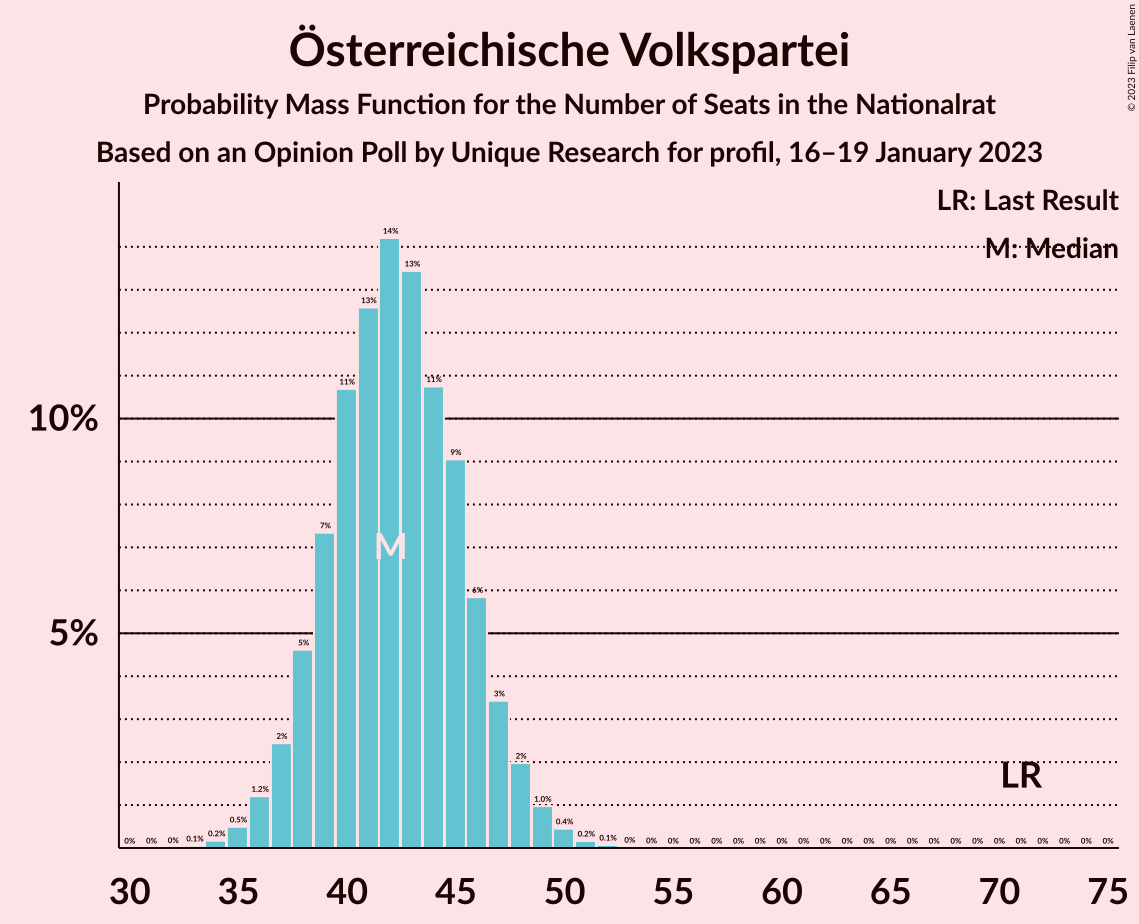 © 2023 Filip van Laenen
Österreichische Volkspartei
Probability Mass Function for the Number of Seats in the Nationalrat
Based on an Opinion Poll by Unique Research for profil, 16–19 January 2023
LR: Last Result
M: Median
10%
5%
0% 0% 0% 0.1% 0.2% 0.5% 1.2% 2% 5% 7% 11% 13% 14% 13% 11% 9% 6% 3% 2% 1.0% 0.4% 0.2% 0.1% 0% 0% 0% 0% 0% 0% 0% 0% 0% 0% 0% 0% 0% 0% 0% 0% 0% 0% 0% 0% 0% 0% 0%
M
LR
30 35 40 45 50 55 60 65 70 75